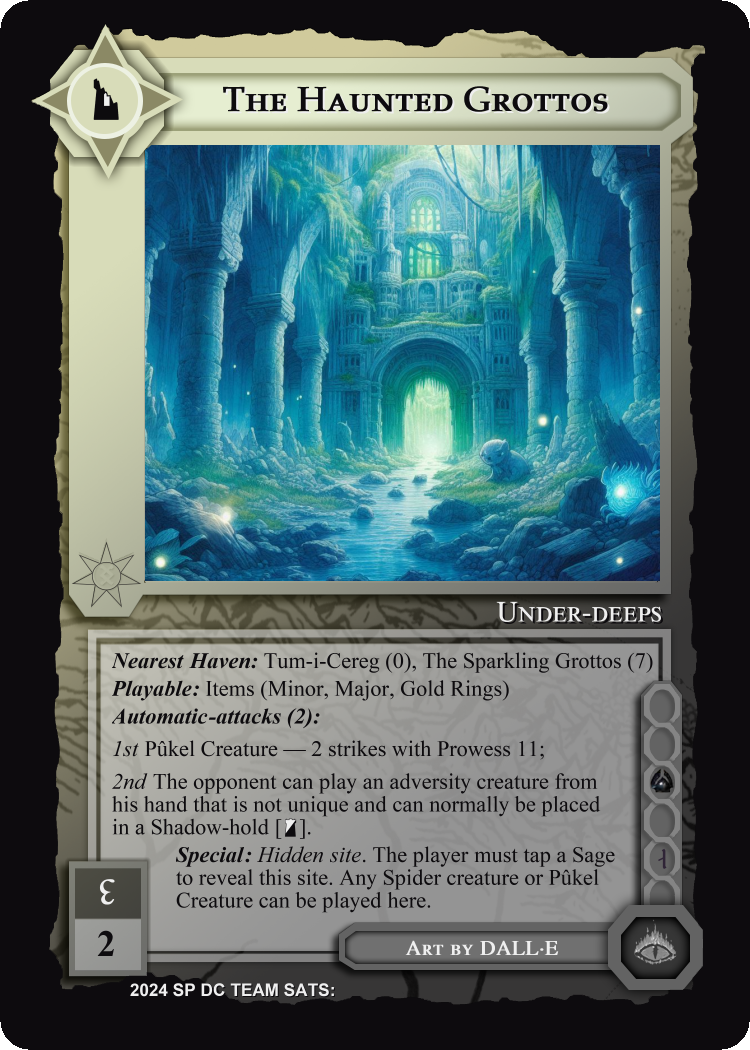 The Haunted Grottos
Under-deeps
Nearest Haven: Tum-i-Cereg (0), The Sparkling Grottos (7)
Playable: Items (Minor, Major, Gold Rings)
Automatic-attacks (2):
1st Pûkel Creature — 2 strikes with Prowess 11;
2nd The opponent can play an adversity creature from
his hand that is not unique and can normally be placed
in a Shadow-hold [].
Special: Hidden site. The player must tap a Sage
to reveal this site. Any Spider creature or Pûkel
Creature can be played here.
2
Art by DALL·E
2024 SP DC TEAM SATS: